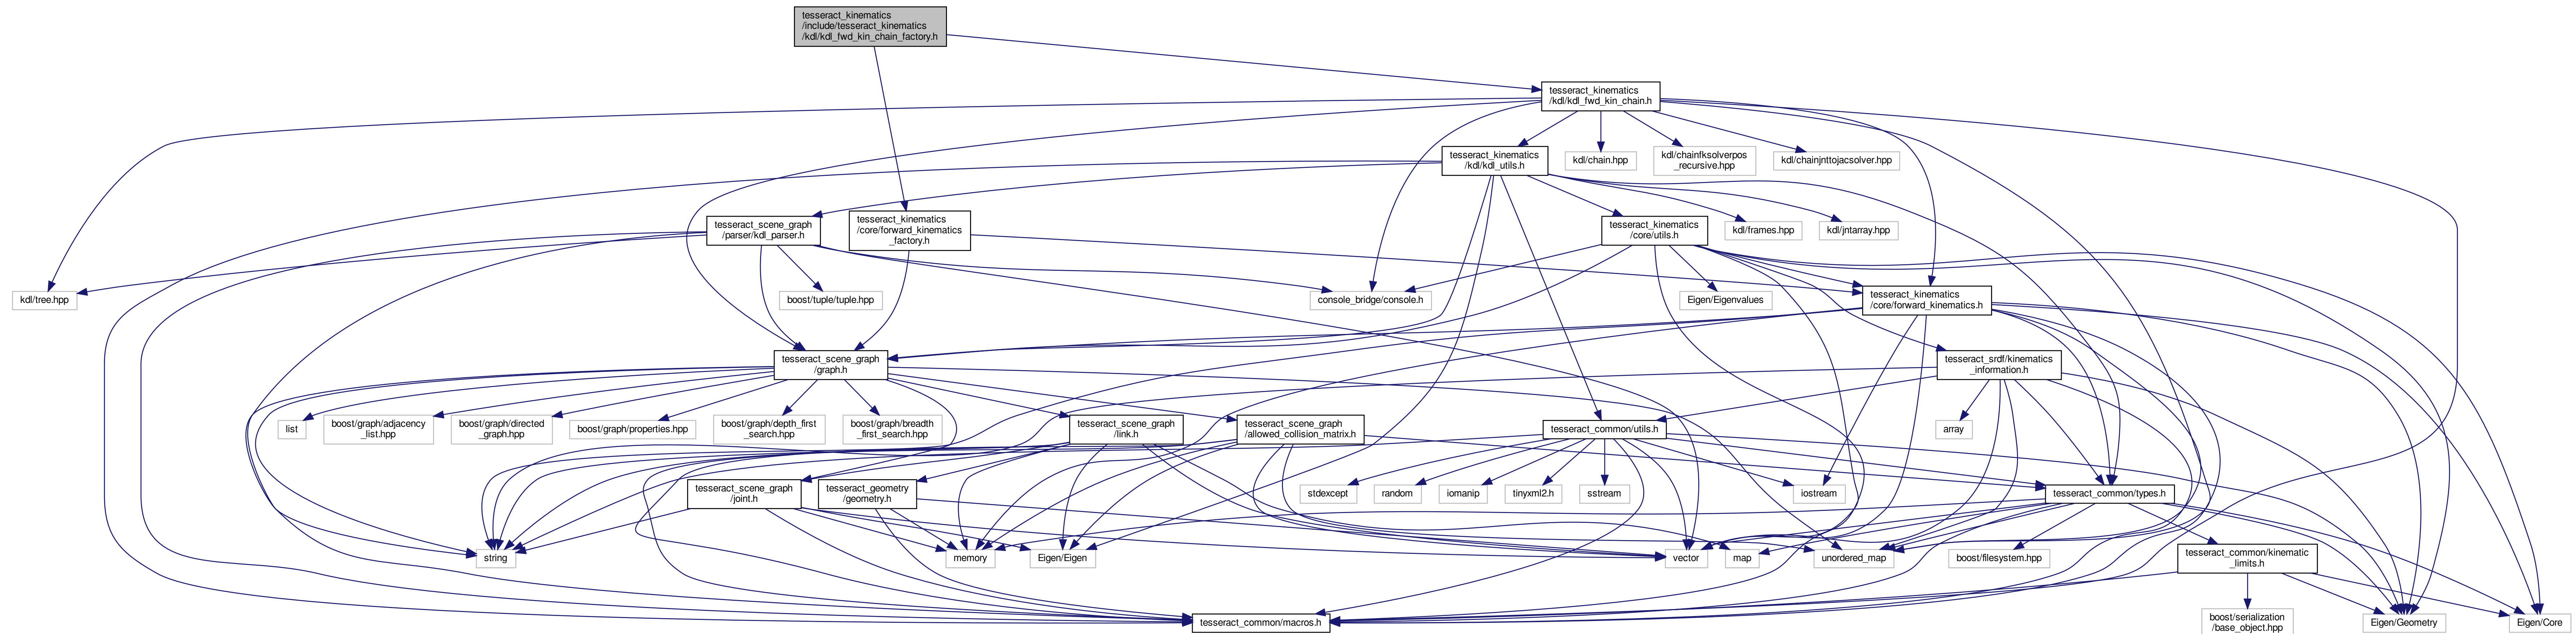 tesseract_kinematics
/include/tesseract_kinematics
/kdl/kdl_fwd_kin_chain_factory.h
tesseract_kinematics
/kdl/kdl_fwd_kin_chain.h
tesseract_kinematics
/kdl/kdl_utils.h
kdl/chain.hpp
kdl/chainfksolverpos
_recursive.hpp
kdl/chainjnttojacsolver.hpp
tesseract_scene_graph
/parser/kdl_parser.h
tesseract_kinematics
/core/forward_kinematics
_factory.h
tesseract_kinematics
/core/utils.h
kdl/frames.hpp
kdl/jntarray.hpp
kdl/tree.hpp
boost/tuple/tuple.hpp
console_bridge/console.h
Eigen/Eigenvalues
tesseract_kinematics
/core/forward_kinematics.h
tesseract_scene_graph
/graph.h
tesseract_srdf/kinematics
_information.h
list
boost/graph/adjacency
_list.hpp
boost/graph/directed
_graph.hpp
boost/graph/properties.hpp
boost/graph/depth_first
_search.hpp
boost/graph/breadth
_first_search.hpp
tesseract_scene_graph
/link.h
tesseract_scene_graph
/allowed_collision_matrix.h
tesseract_common/utils.h
array
tesseract_scene_graph
/joint.h
tesseract_geometry
/geometry.h
stdexcept
random
iomanip
tinyxml2.h
sstream
iostream
tesseract_common/types.h
string
memory
Eigen/Eigen
vector
map
unordered_map
boost/filesystem.hpp
tesseract_common/kinematic
_limits.h
tesseract_common/macros.h
boost/serialization
/base_object.hpp
Eigen/Geometry
Eigen/Core